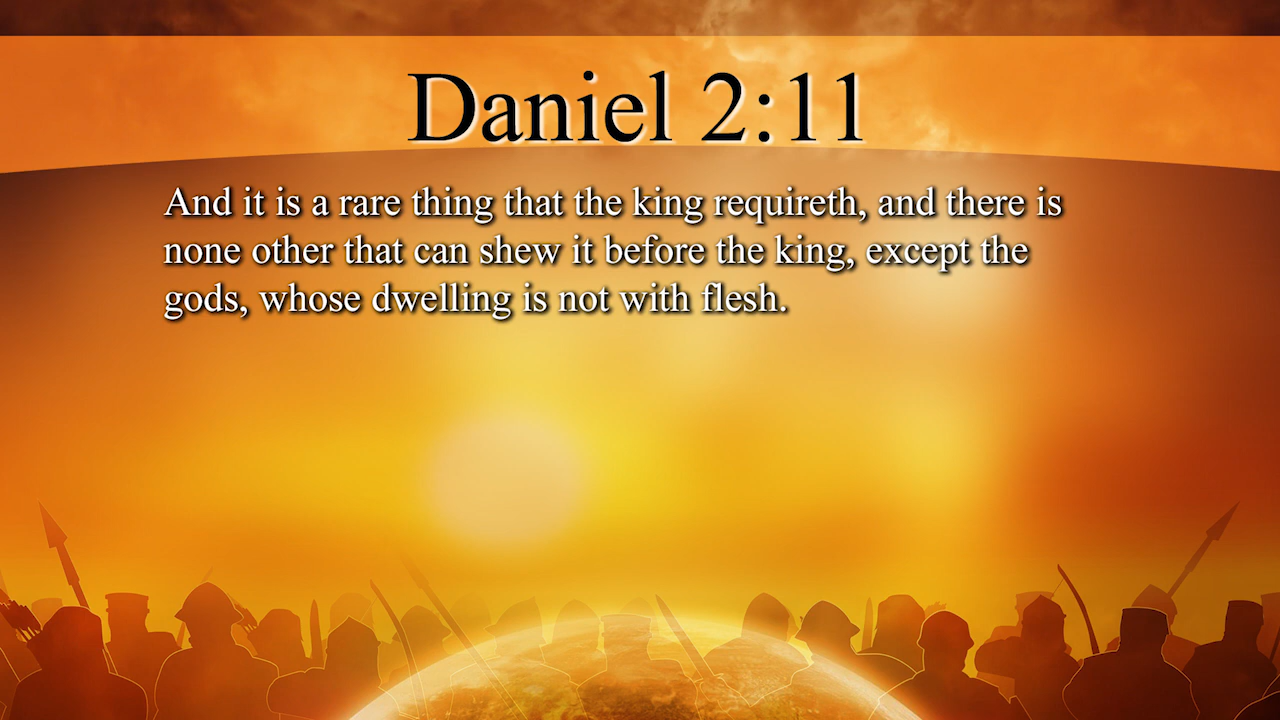 Daniel 2:11
And it is a rare thing that the king requireth, and there is
none other that can shew it before the king, except the
gods, whose dwelling is not with flesh.